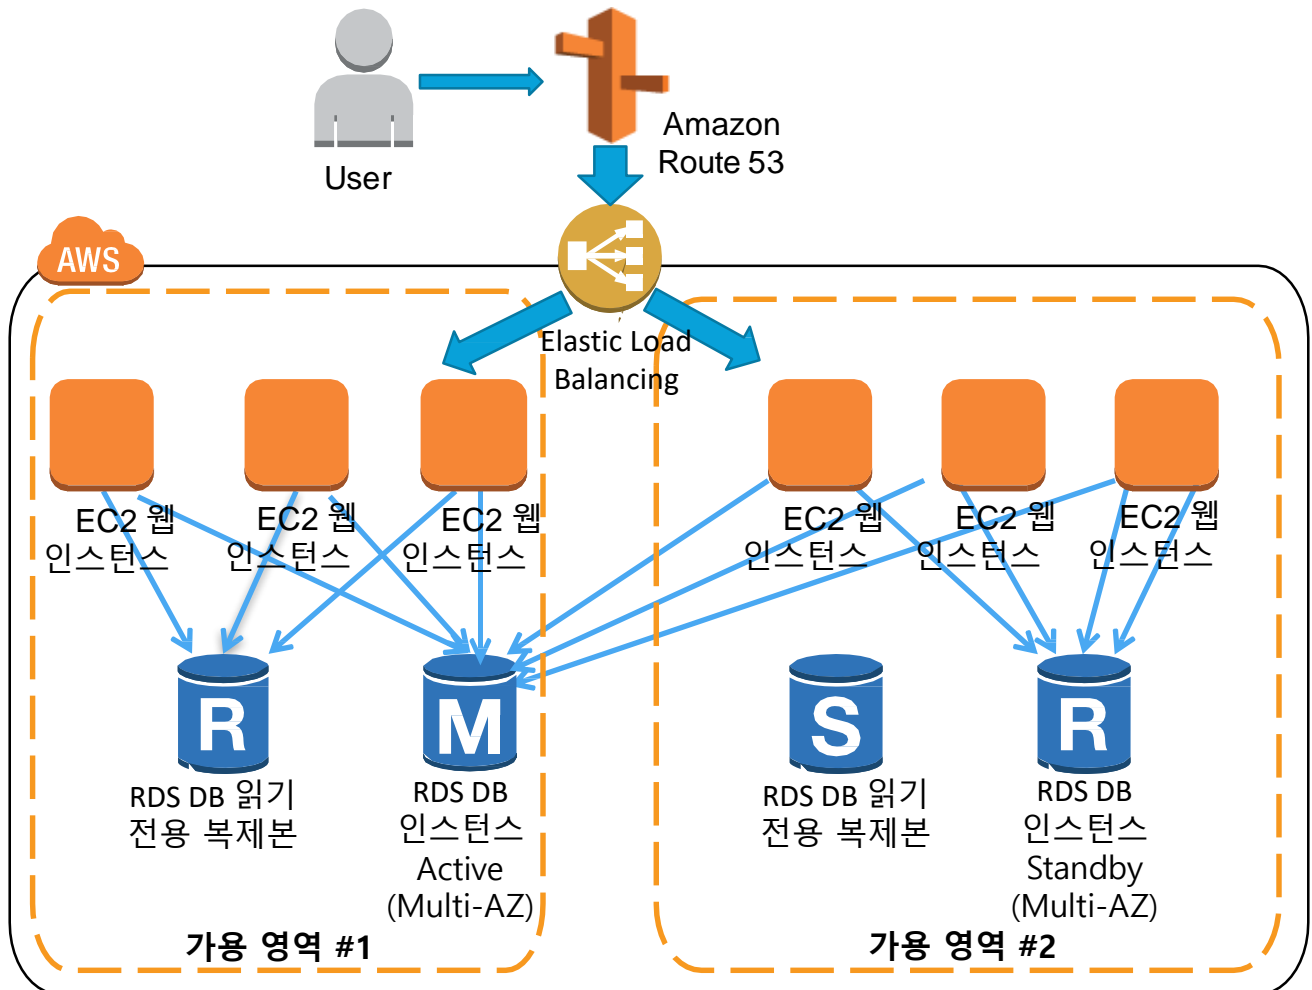 User
Amazon
Route 53
AWS
Elastic Load
Balancing
EC2 웹
인스턴스
EC2 웹
인스턴스
EC2 웹
인스턴스
EC2 웹
인스턴스
EC2 웹
인스턴스
EC2 웹
인스턴스
R
M
S
R
RDS DB 읽기
전용 복제본
RDS DB
인스턴스
Active
(Multi-AZ)
RDS DB 읽기
전용 복제본
RDS DB
인스턴스
Standby
(Multi-AZ)
가용 영역 #1
가용 영역 #2